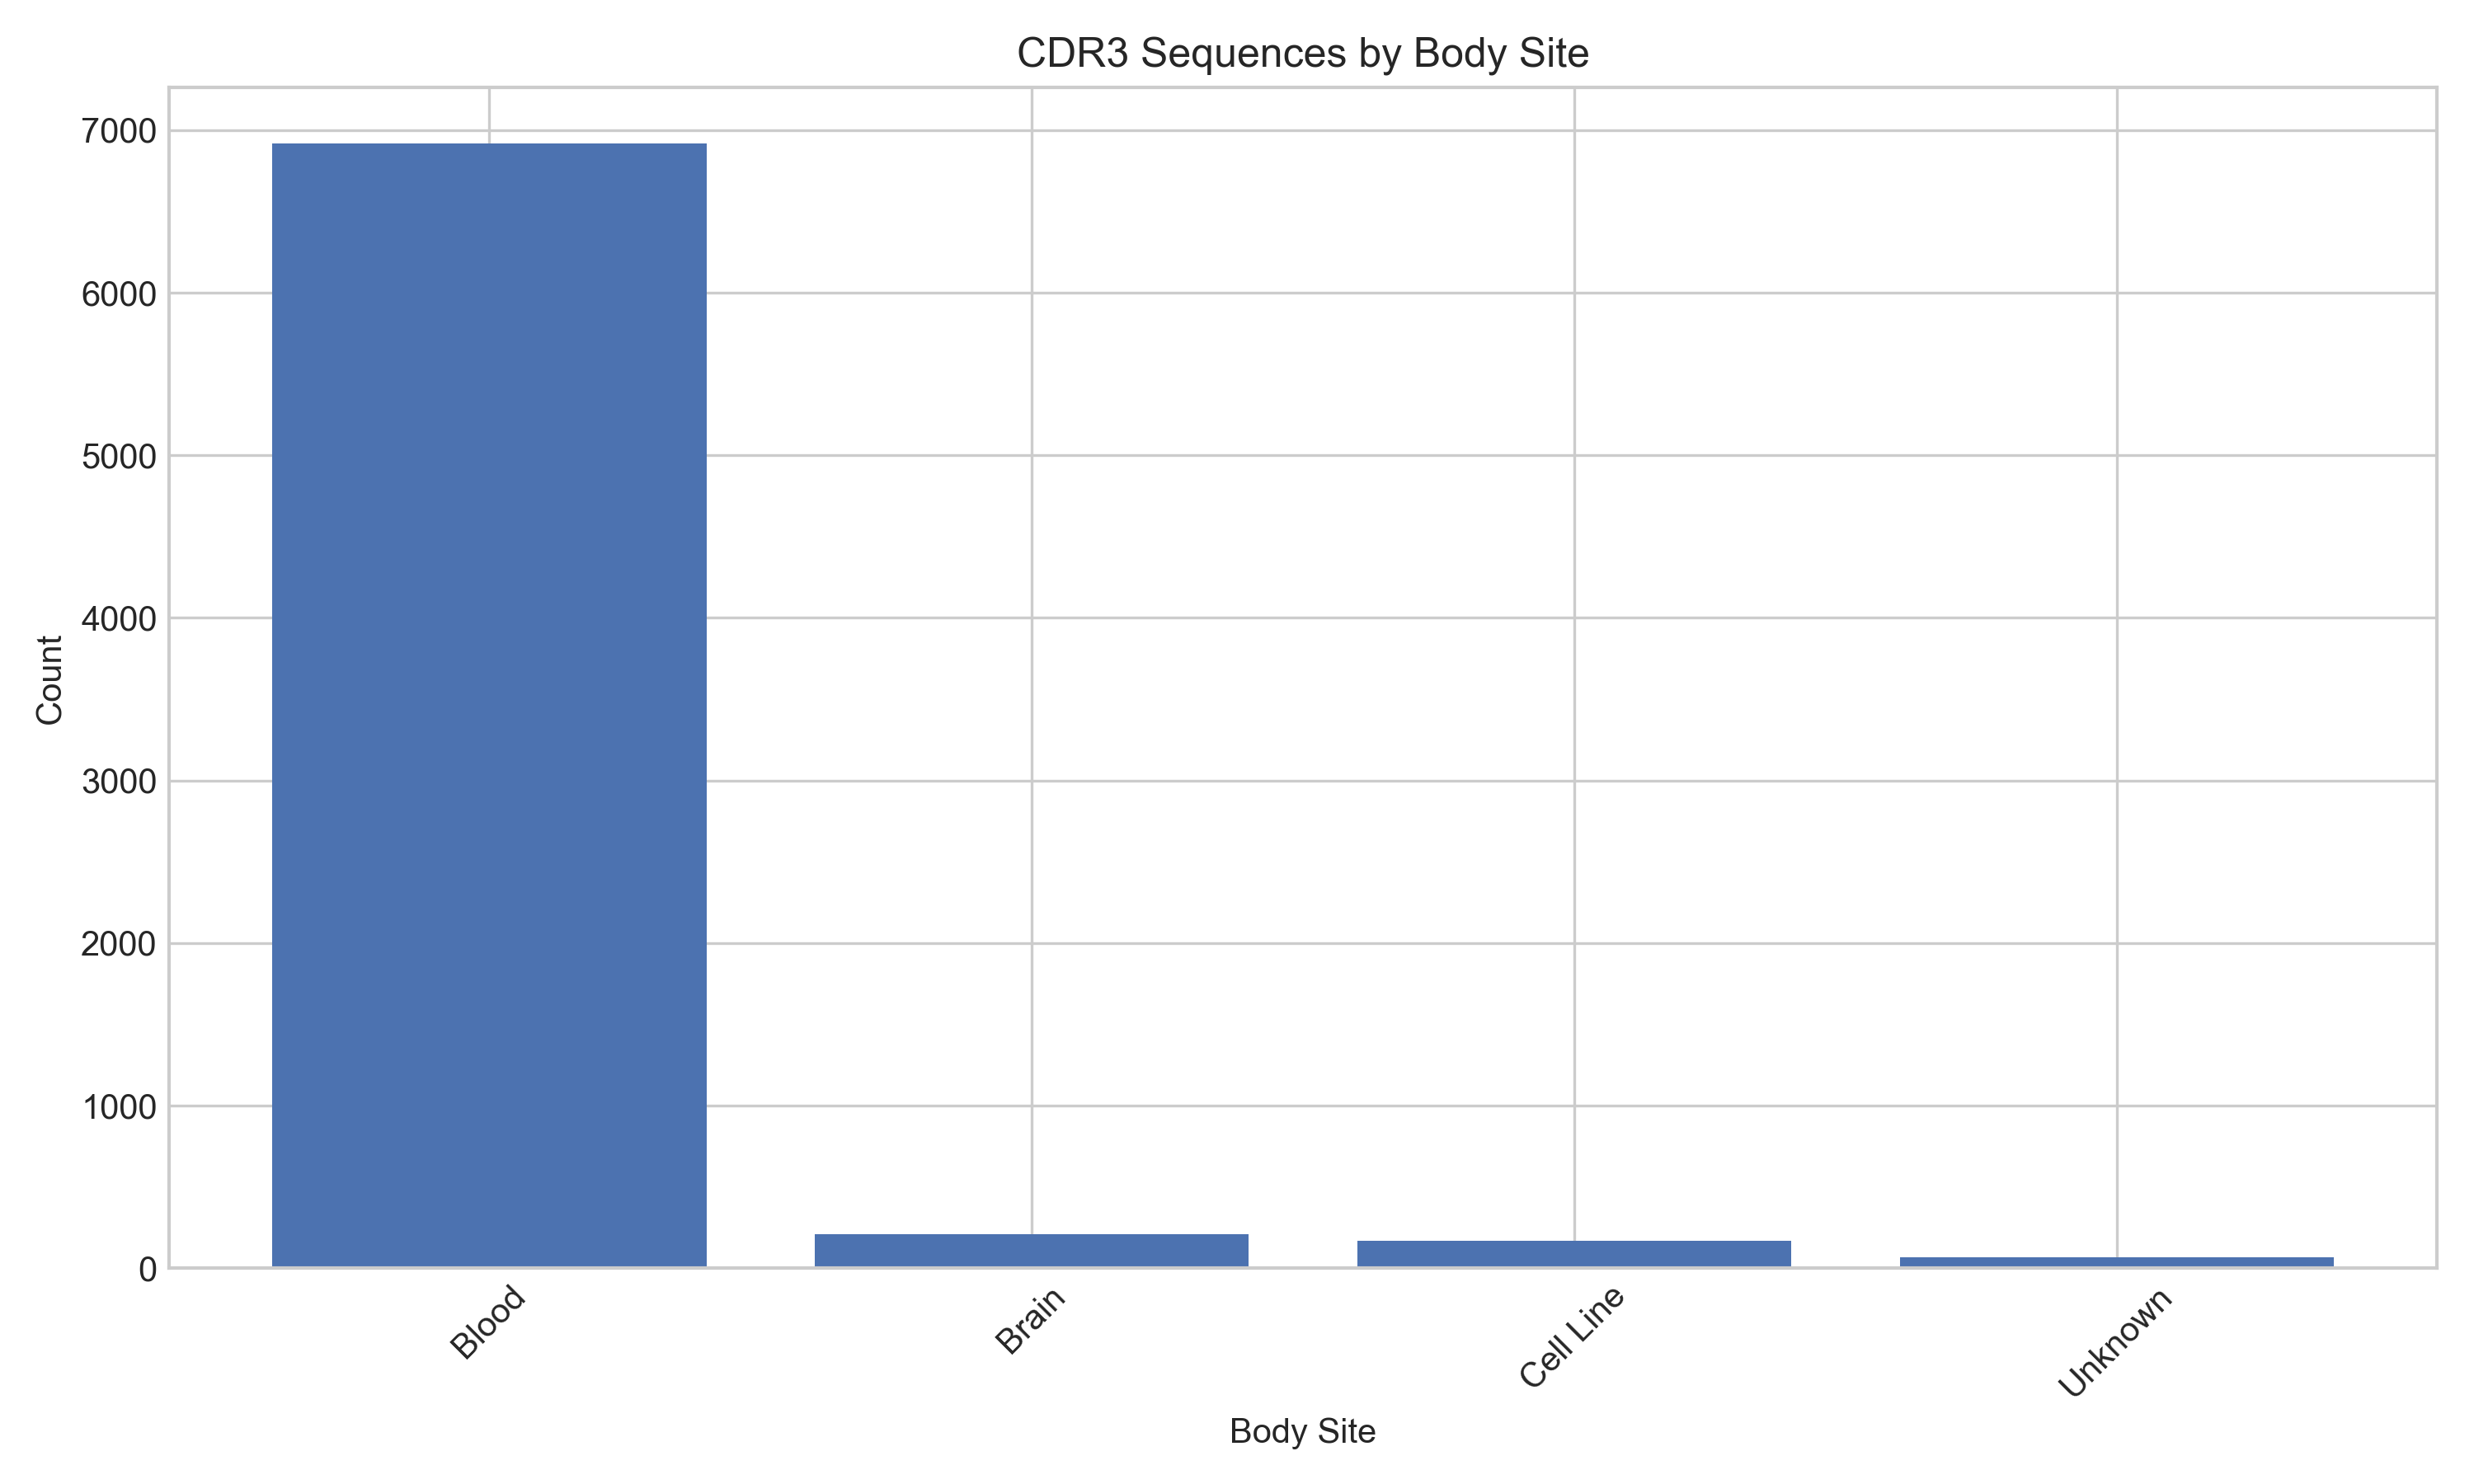 CDR3 Sequences by Body Site
7000
6000
5000
4000
3000
2000
1000
0
Count
Blood
Brain
Cell Line
Unknown
Body Site